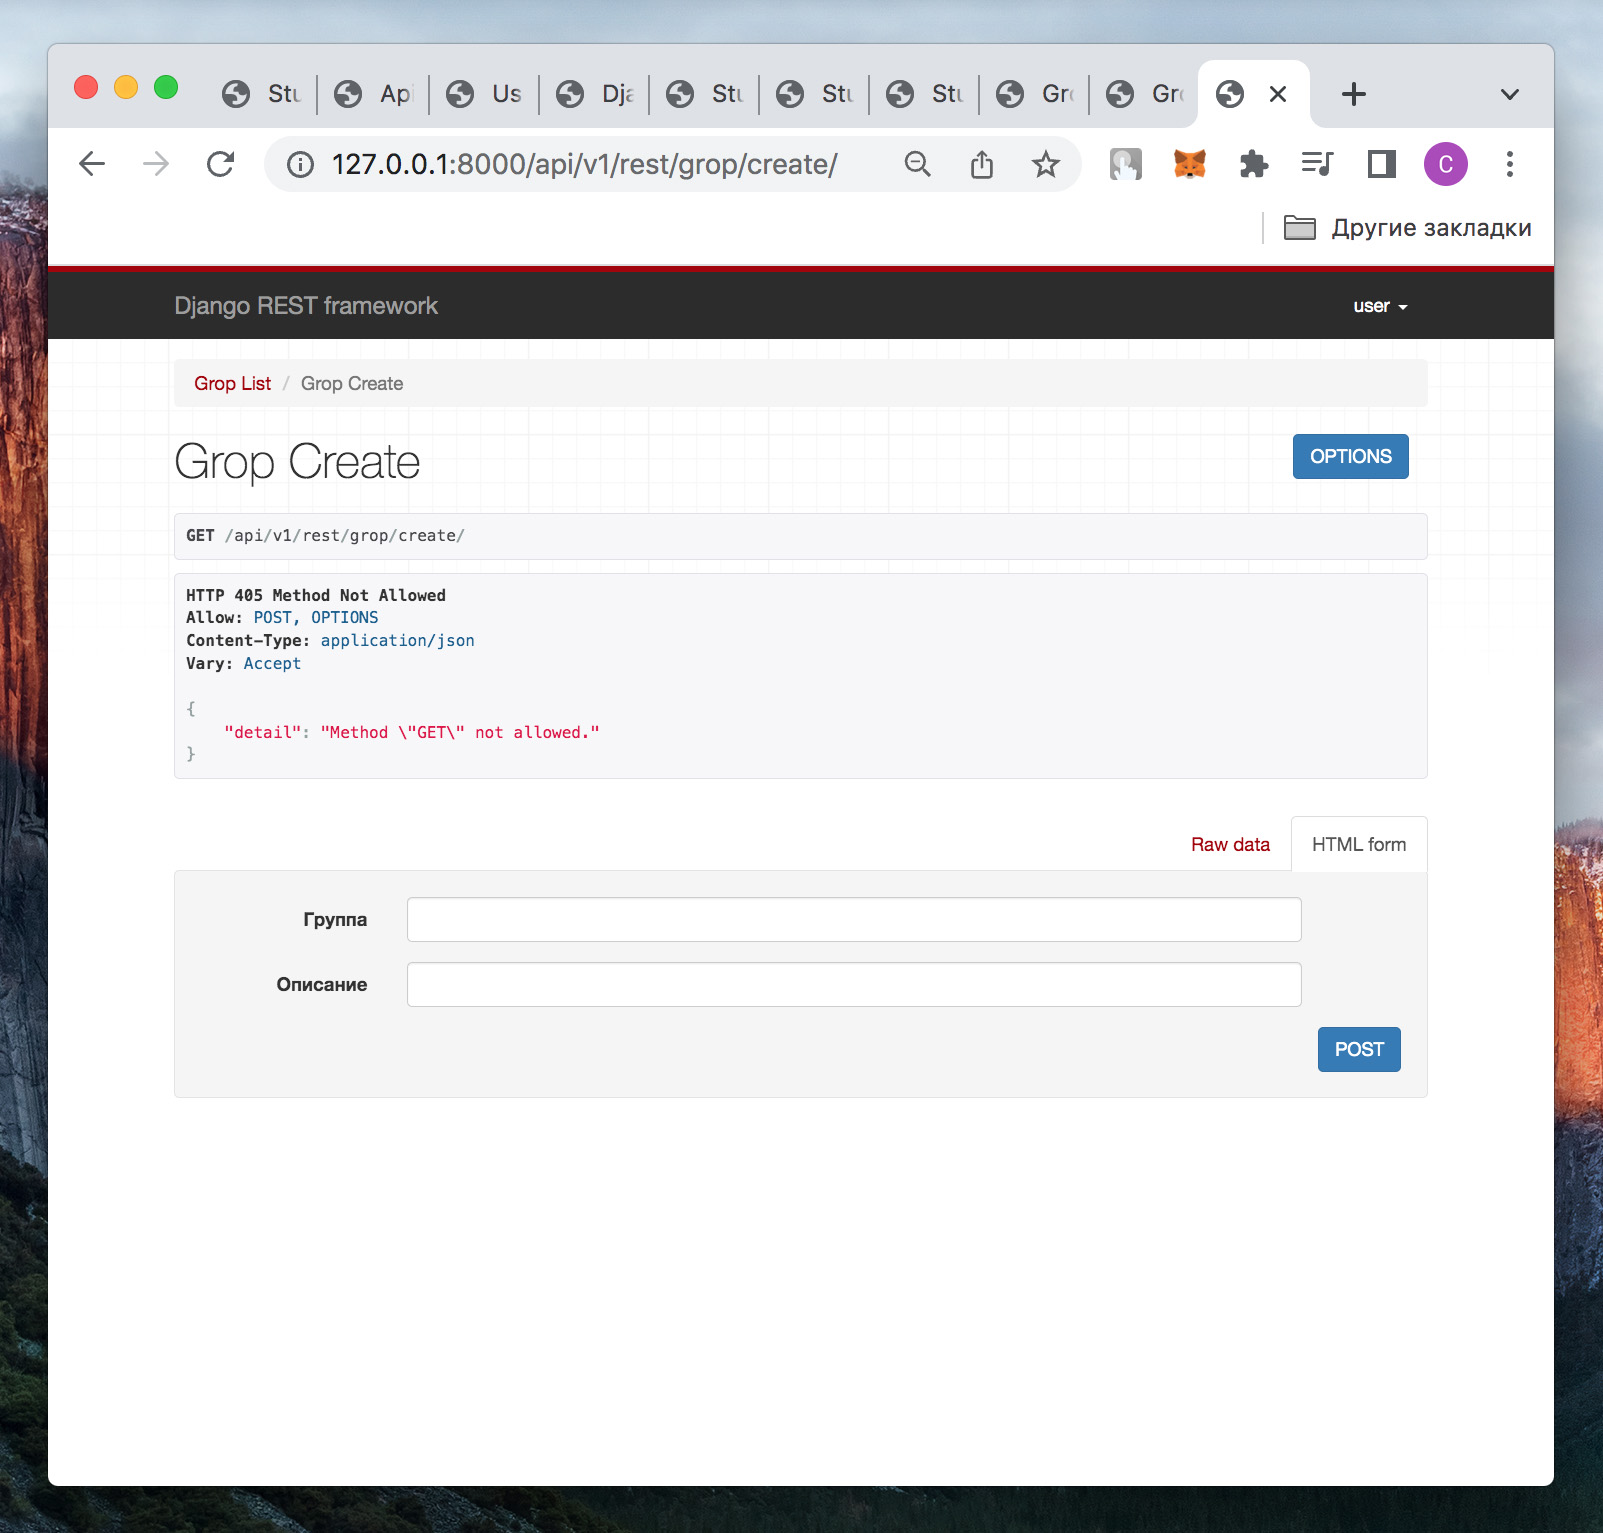 Stu Api Us Dja Stu Stu Stu Gro Gro
127.0.0.1:8000/api/v1/rest/grop/create/
C
Другие закладки
Django REST framework
user
Grop List / Grop Create
Grop Create
OPTIONS
GET /api/v1/rest/grop/create/
HTTP 405 Method Not Allowed
Allow: POST, OPTIONS
Content-Type: application/json
Vary: Accept
{
"detail": "Method \"GET\" not allowed."
}
Raw data
HTML form
Группа
Описание
POST